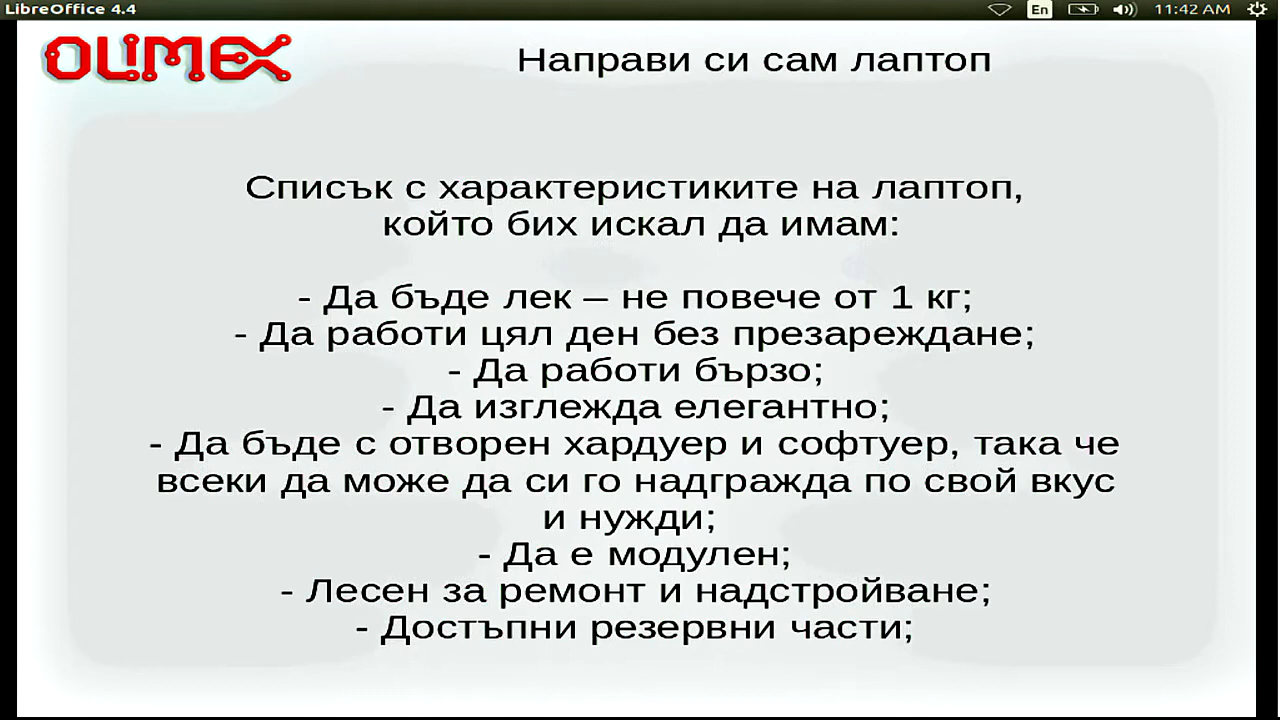 LibreOffice 4.4
En
11:42 AM
OLIMEX
Направи си сам лаптоп
Списък с характеристиките на лаптоп,
който бих искал да имам:
- Да бъде лек – не повече от 1 кг;
- Да работи цял ден без презареждане;
- Да работи бързо;
- Да изглежда елегантно;
- Да бъде с отворен хардуер и софтуер, така че
всеки да може да си го надгражда по свой вкус
и нужди;
- Да е модулен;
- Лесен за ремонт и надстройване;
- Достъпни резервни части;